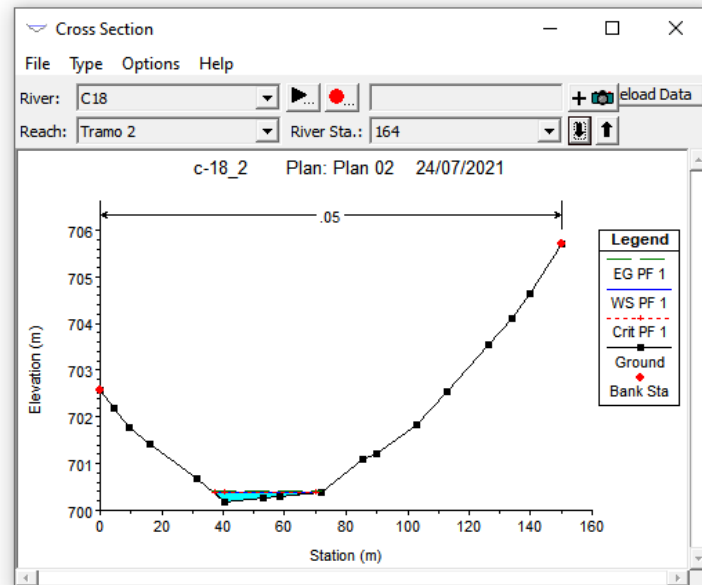 Cross Section
File Type Options Help
River: C18 eload Data
Reach: Tramo 2 River Sta.: 164
c-18_2 Plan: Plan 02 24/07/2021
.05
706
705
704
703
702
701
700
Elevation (m)
0 20 40 60 80 100 120 140 160
Station (m)
Legend
EG PF 1
WS PF 1
Crit PF 1
Ground
Bank Sta